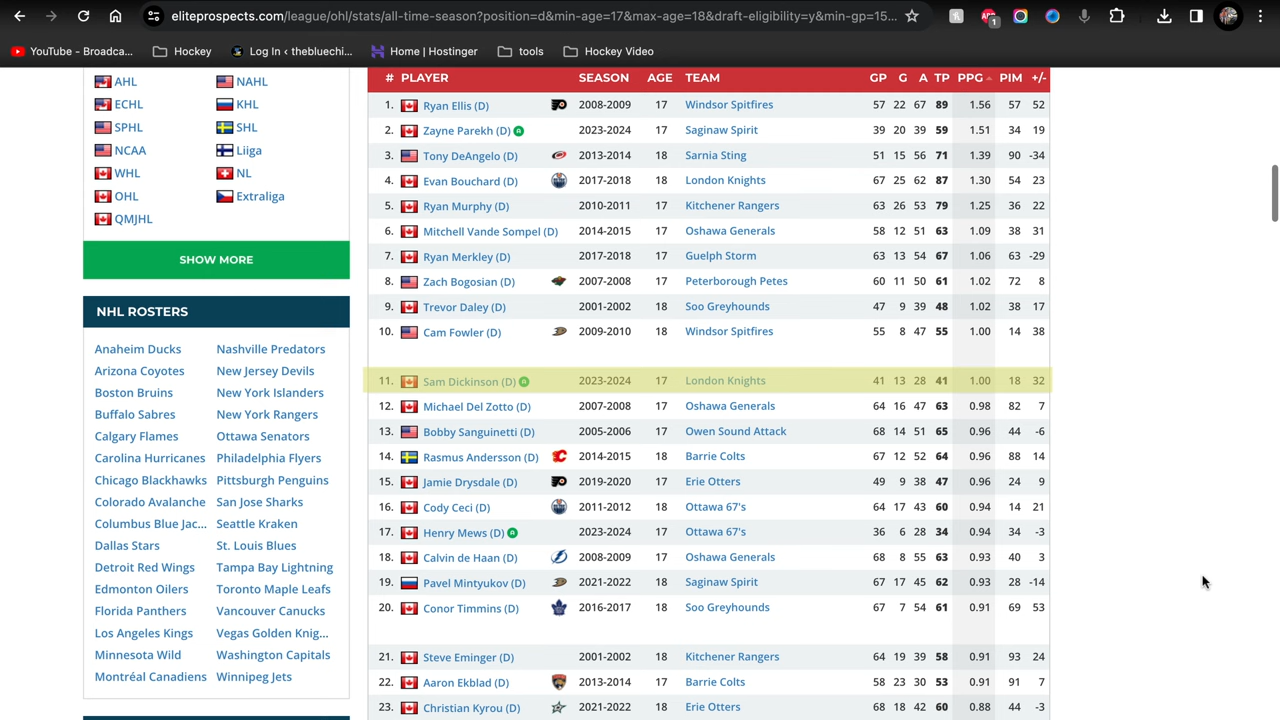 eliteprospects.com/league/ohl/stats/all-time-season?position=d&min-age=17&max-age=18&draft-eligibility=y&min-gp=15...
1
YouTube - Broadca...
Hockey
Log In ‹ thebluechi...
Home | Hostinger
tools
Hockey Video
AHL NAHL
ECHL KHL
SPHL SHL
NCAA Liiga
WHL NL
OHL Extraliga
QMJHL
SHOW MORE
NHL ROSTERS
Anaheim Ducks Nashville Predators
Arizona Coyotes New Jersey Devils
Boston Bruins New York Islanders
Buffalo Sabres New York Rangers
Calgary Flames Ottawa Senators
Carolina Hurricanes Philadelphia Flyers
Chicago Blackhawks Pittsburgh Penguins
Colorado Avalanche San Jose Sharks
Columbus Blue Jac... Seattle Kraken
Dallas Stars St. Louis Blues
Detroit Red Wings Tampa Bay Lightning
Edmonton Oilers Toronto Maple Leafs
Florida Panthers Vancouver Canucks
Los Angeles Kings Vegas Golden Knig...
Minnesota Wild Washington Capitals
Montréal Canadiens Winnipeg Jets
# PLAYER SEASON AGE TEAM GP G A TP PPG PIM +/-
1. Ryan Ellis (D) 2008-2009 17 Windsor Spitfires 57 22 67 89 1.56 57 52
2. Zayne Parekh (D) 2023-2024 17 Saginaw Spirit 39 20 39 59 1.51 34 19
3. Tony DeAngelo (D) 2013-2014 18 Sarnia Sting 51 15 56 71 1.39 90 -34
4. Evan Bouchard (D) 2017-2018 18 London Knights 67 25 62 87 1.30 54 23
5. Ryan Murphy (D) 2010-2011 17 Kitchener Rangers 63 26 53 79 1.25 36 22
6. Mitchell Vande Sompel (D) 2014-2015 17 Oshawa Generals 58 12 51 63 1.09 38 31
7. Ryan Merkley (D) 2017-2018 17 Guelph Storm 63 13 54 67 1.06 63 -29
8. Zach Bogosian (D) 2007-2008 17 Peterborough Petes 60 11 50 61 1.02 72 8
9. Trevor Daley (D) 2001-2002 18 Soo Greyhounds 47 9 39 48 1.02 38 17
10. Cam Fowler (D) 2009-2010 18 Windsor Spitfires 55 8 47 55 1.00 14 38
11. Sam Dickinson (D) 2023-2024 17 London Knights 41 13 28 41 1.00 18 32
12. Michael Del Zotto (D) 2007-2008 17 Oshawa Generals 64 16 47 63 0.98 82 7
13. Bobby Sanguinetti (D) 2005-2006 17 Owen Sound Attack 68 14 51 65 0.96 44 -6
14. Rasmus Andersson (D) 2014-2015 18 Barrie Colts 67 12 52 64 0.96 88 14
15. Jamie Drysdale (D) 2019-2020 17 Erie Otters 49 9 38 47 0.96 24 9
16. Cody Ceci (D) 2011-2012 18 Ottawa 67's 64 17 43 60 0.94 14 21
17. Henry Mews (D) 2023-2024 17 Ottawa 67's 36 6 28 34 0.94 34 -3
18. Calvin de Haan (D) 2008-2009 17 Oshawa Generals 68 8 55 63 0.93 40 3
19. Pavel Mintyukov (D) 2021-2022 18 Saginaw Spirit 67 17 45 62 0.93 28 -14
20. Conor Timmins (D) 2016-2017 18 Soo Greyhounds 67 7 54 61 0.91 69 53
21. Steve Eminger (D) 2001-2002 18 Kitchener Rangers 64 19 39 58 0.91 93 24
22. Aaron Ekblad (D) 2013-2014 18 Barrie Colts 58 23 30 53 0.91 91 7
23. Christian Kyrou (D) 2021-2022 18 Erie Otters 68 18 42 60 0.88 44 -3